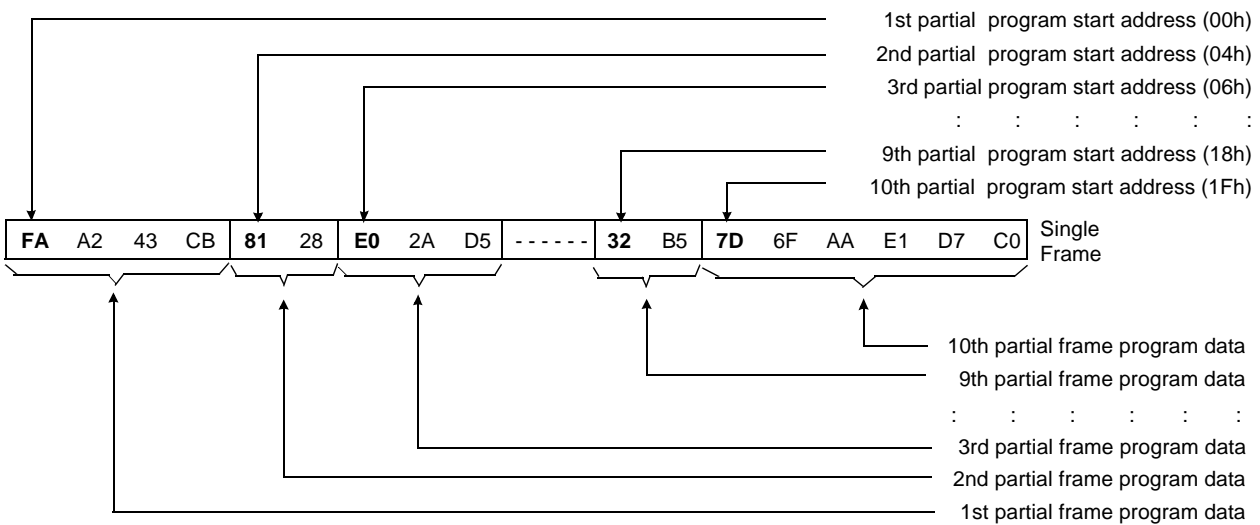 1st partial program start address (00h)
2nd partial program start address (04h)
3rd partial program start address (06h)
: : : : : :
9th partial program start address (18h)
10th partial program start address (1Fh)
FA A2 43 CB 81 28 E0 2A D5 - - - - - - 32 B5 7D 6F AA E1 D7 C0
Single
Frame
10th partial frame program data
9th partial frame program data
: : : : : :
3rd partial frame program data
2nd partial frame program data
1st partial frame program data